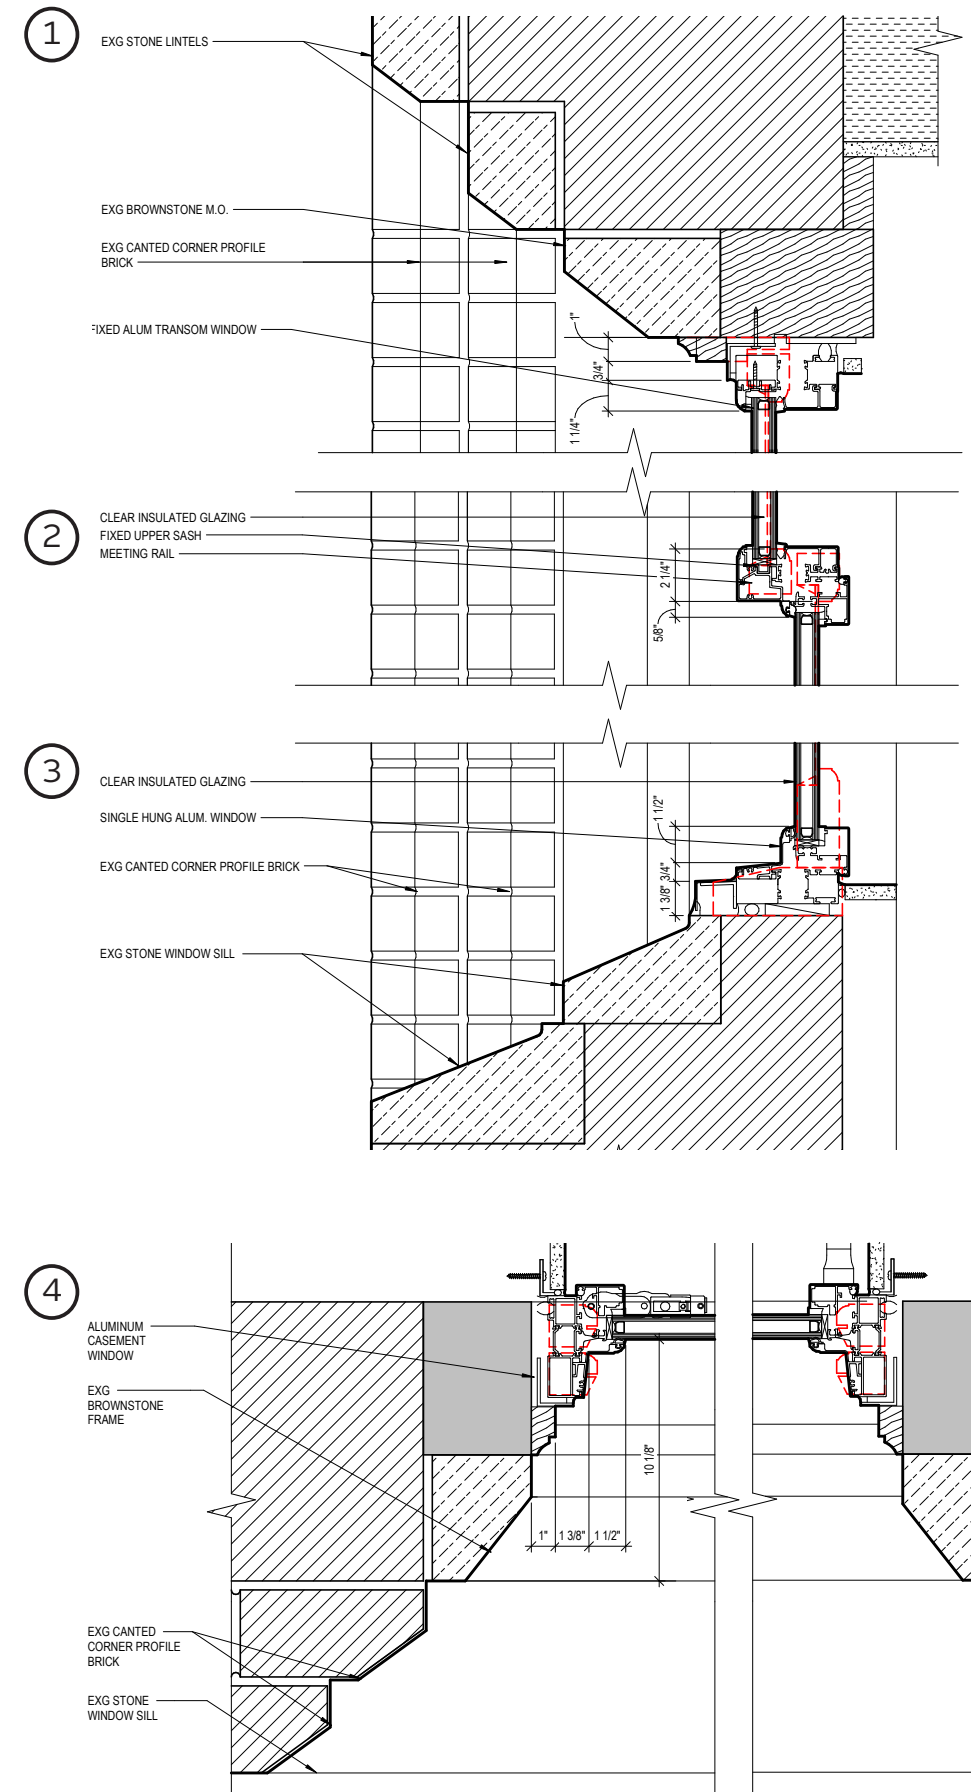 1
EXG STONE LINTELS
EXG BROWNSTONE M.O.
EXG CANTED CORNER PROFILE
BRICK
FIXED ALUM TRANSOM WINDOW
1"
3/4"
1 1/4"
2
CLEAR INSULATED GLAZING
FIXED UPPER SASH
MEETING RAIL
2 1/4"
5/8"
3
CLEAR INSULATED GLAZING
SINGLE HUNG ALUM. WINDOW
EXG CANTED CORNER PROFILE BRICK
EXG STONE WINDOW SILL
1 1/2"
3/4"
1 3/8"
4
ALUMINUM
CASEMENT
WINDOW
EXG
BROWNSTONE
FRAME
10 1/8"
1" 1 3/8" 1 1/2"
EXG CANTED
CORNER PROFILE
BRICK
EXG STONE
WINDOW SILL